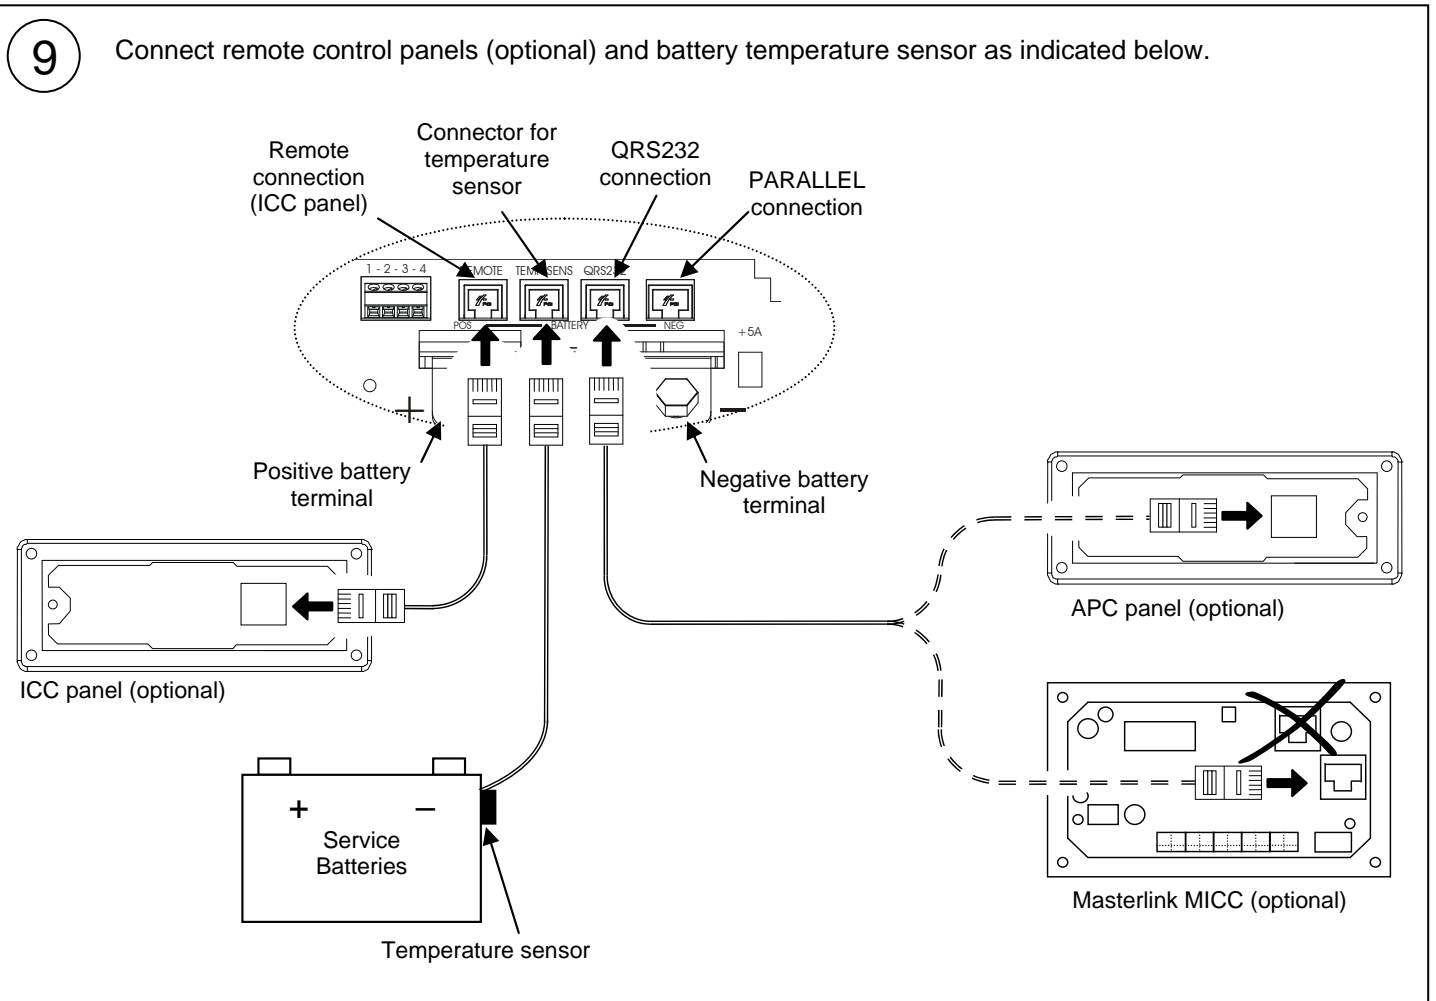 9
Connect remote control panels (optional) and battery temperature sensor as indicated below.
Remote
connection
(ICC panel)
Connector for
temperature
sensor
QRS232
connection
PARALLEL
connection
1 - 2 - 3 - 4
REMOTE
TEMP SENS
QRS232
POS
BATTERY
NEG
+5A
+
−
Positive battery
terminal
Negative battery
terminal
ICC panel (optional)
APC panel (optional)
+
−
Service
Batteries
Temperature sensor
Masterlink MICC (optional)